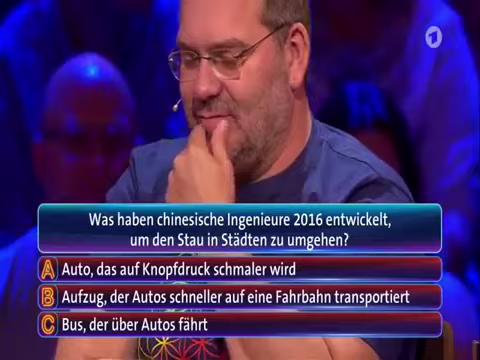 Was haben chinesische Ingenieure 2016 entwickelt,
um den Stau in Städten zu umgehen?
A Auto, das auf Knopfdruck schmaler wird
B Aufzug, der Autos schneller auf eine Fahrbahn transportiert
C Bus, der über Autos fährt